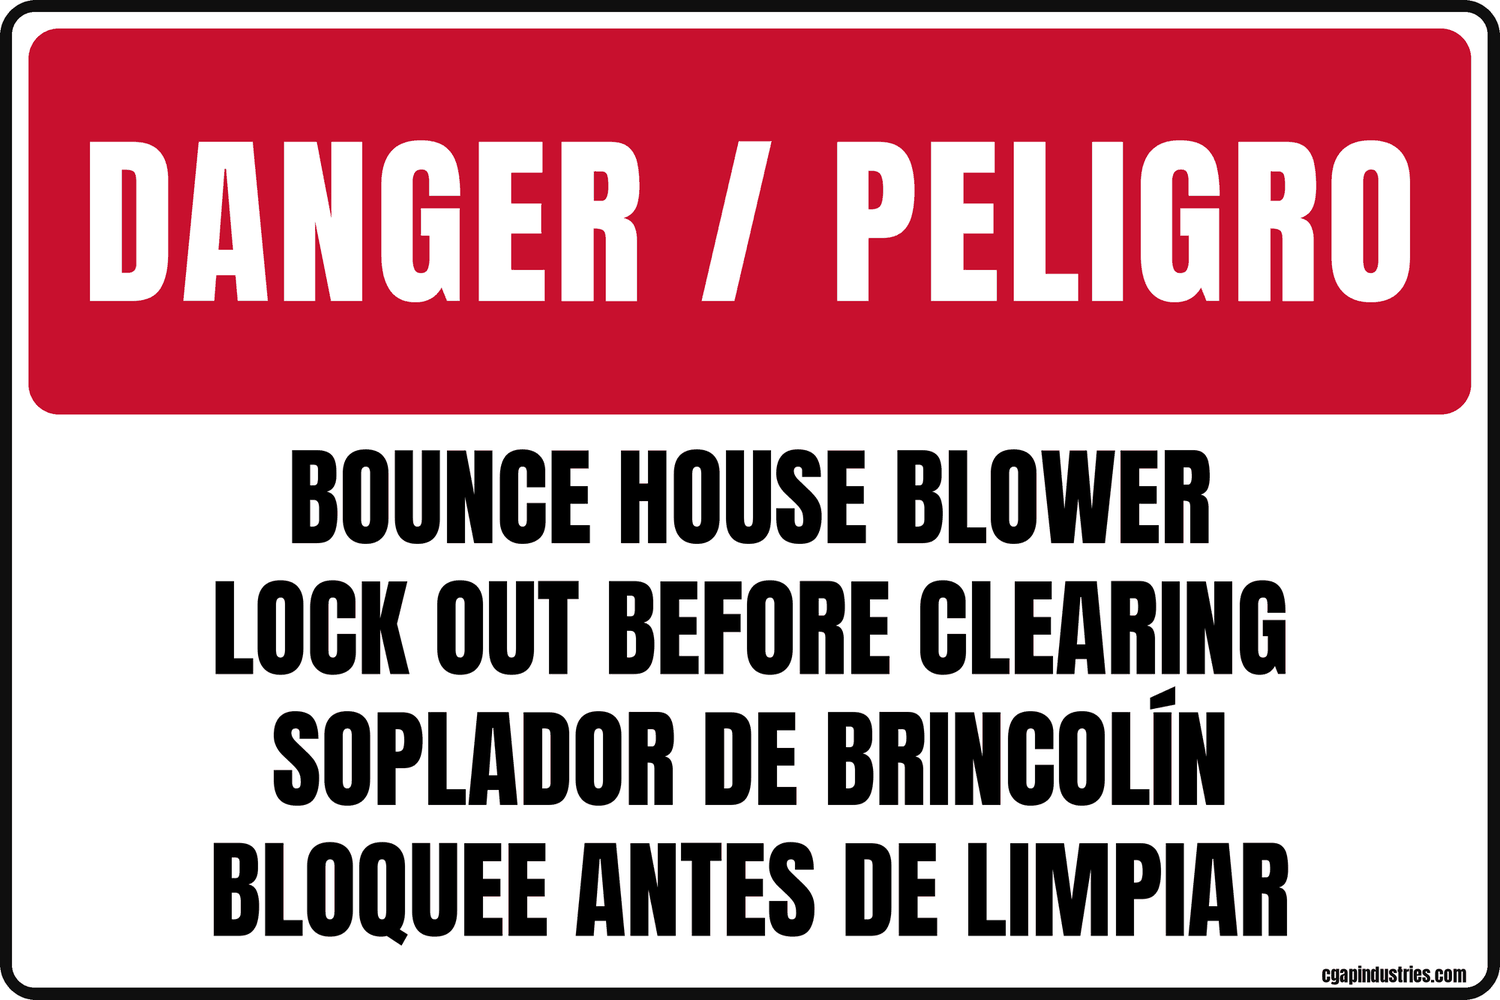 DANGER / PELIGRO
BOUNCE HOUSE BLOWER
LOCK OUT BEFORE CLEARING
SOPLADOR DE BRINCOLÍN
BLOQUEE ANTES DE LIMPIAR
cgapindustries.com